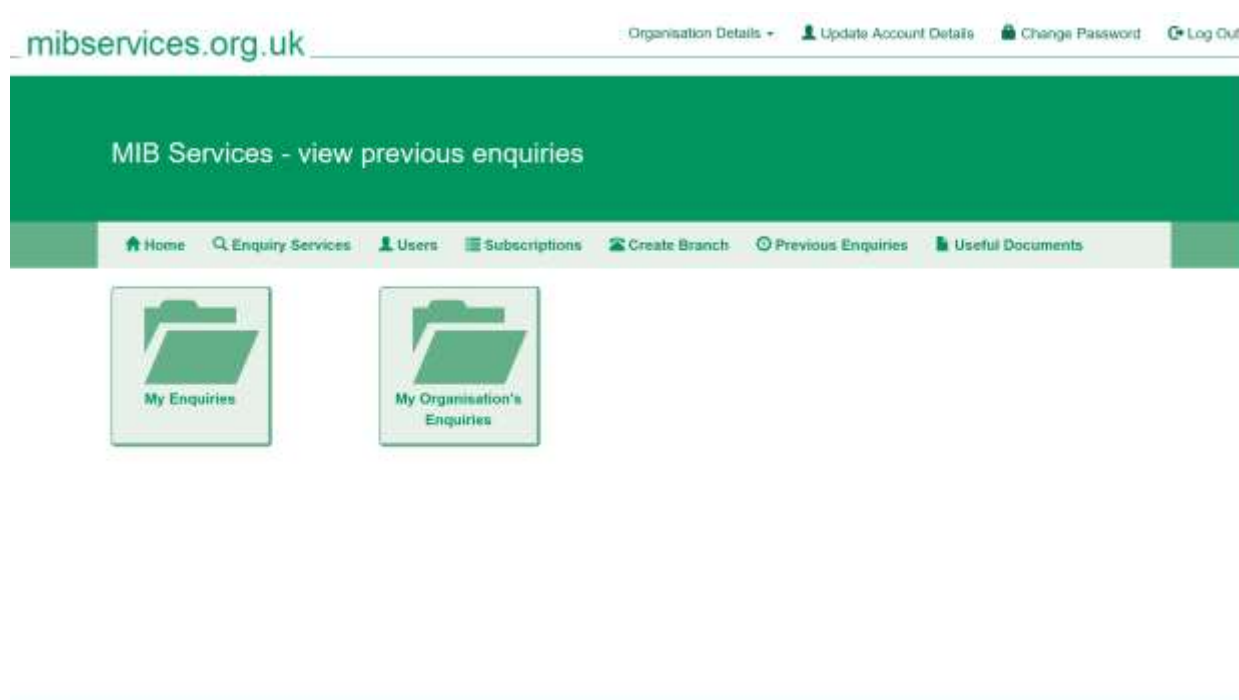 mibservices.org.uk
Organisation Details Update Account Details Change Password Log Out
MIB Services - view previous enquiries
Home Enquiry Services Users Subscriptions Create Branch Previous Enquiries Useful Documents
My Enquiries
My Organisation's
Enquiries